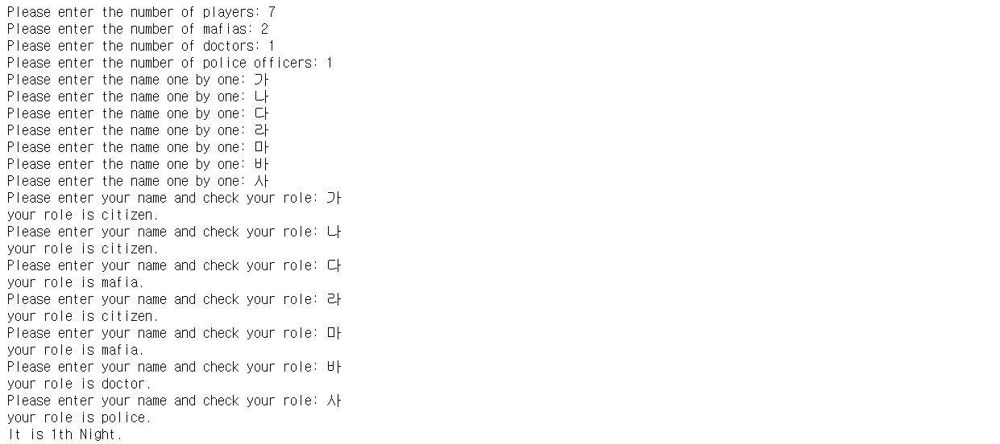 Please enter the number of players: 7
Please enter the number of mafias: 2
Please enter the number of doctors: 1
Please enter the number of police officers: 1
Please enter the name one by one: 가
Please enter the name one by one: 나
Please enter the name one by one: 다
Please enter the name one by one: 라
Please enter the name one by one: 마
Please enter the name one by one: 바
Please enter the name one by one: 사
Please enter your name and check your role: 가
your role is citizen.
Please enter your name and check your role: 나
your role is citizen.
Please enter your name and check your role: 다
your role is mafia.
Please enter your name and check your role: 라
your role is citizen.
Please enter your name and check your role: 마
your role is mafia.
Please enter your name and check your role: 바
your role is doctor.
Please enter your name and check your role: 사
your role is police.
It is 1th Night.